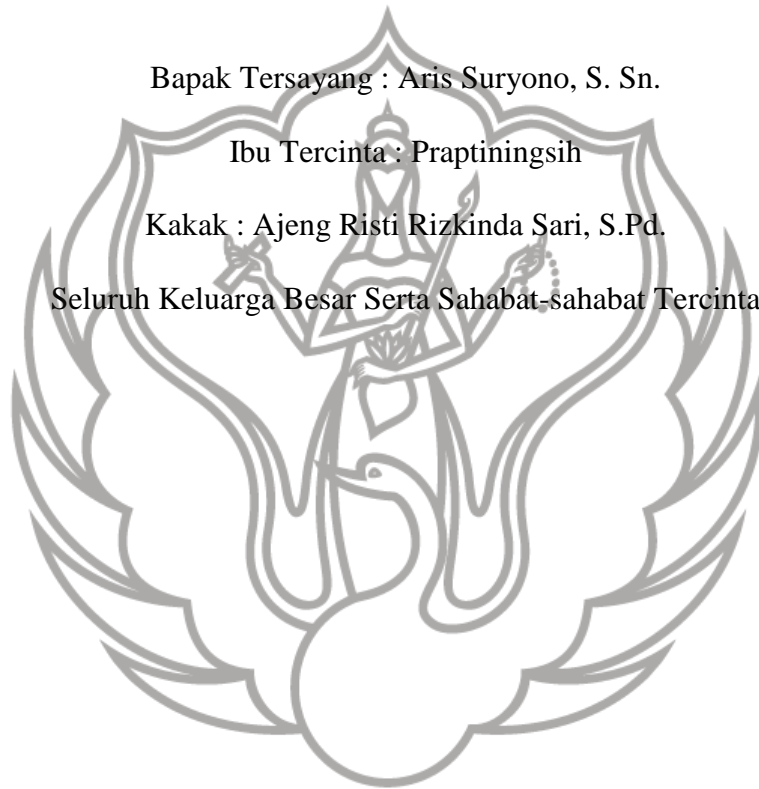 Bapak Tersayang : Aris Suryono, S. Sn.
Ibu Tercinta : Praptiningsih
Kakak : Ajeng Risti Rizkinda Sari, S.Pd.
Seluruh Keluarga Besar Serta Sahabat-sahabat Tercinta